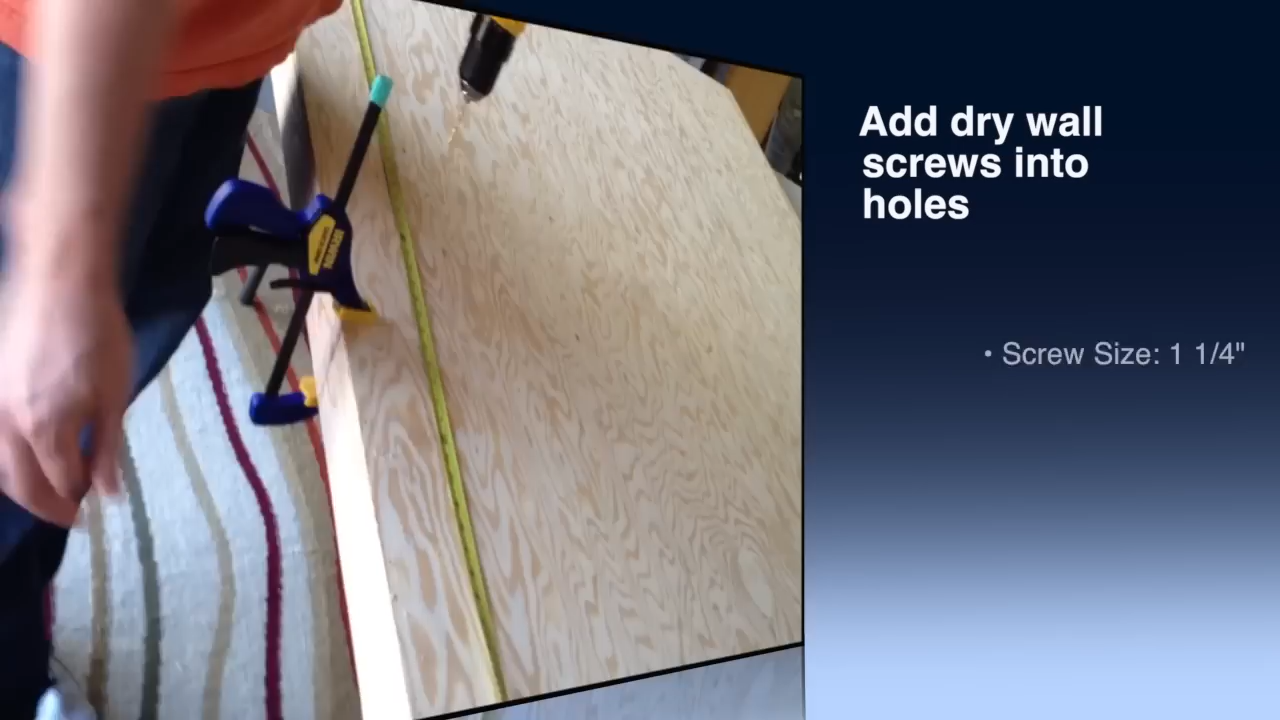 Add dry wall
screws into
holes
• Screw Size: 1 1/4"